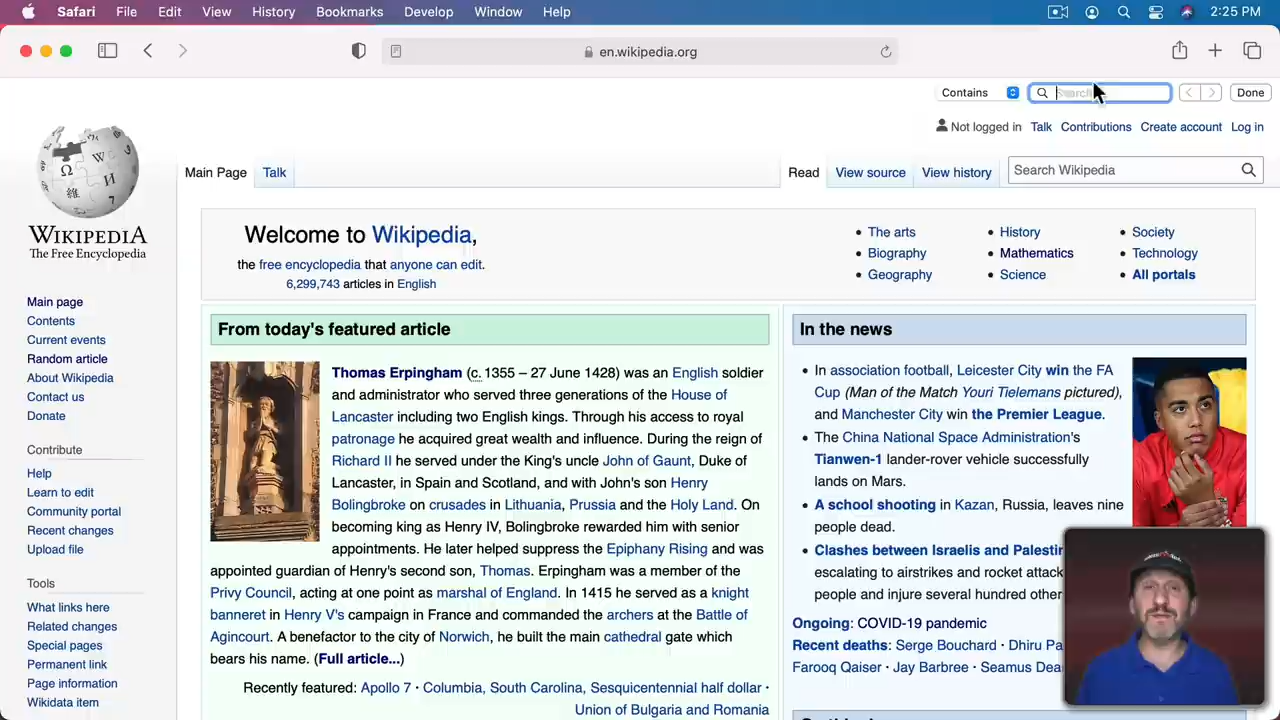 Safari File Edit View History Bookmarks Develop Window Help 2:25 PM
en.wikipedia.org
Contains Search Done
Not logged in Talk Contributions Create account Log in
Main Page Talk Read View source View history Search Wikipedia
WIKIPEDIA
The Free Encyclopedia
Main page
Contents
Current events
Random article
About Wikipedia
Contact us
Donate
Contribute
Help
Learn to edit
Community portal
Recent changes
Upload file
Tools
What links here
Related changes
Special pages
Permanent link
Page information
Wikidata item
Welcome to Wikipedia,
the free encyclopedia that anyone can edit.
6,299,743 articles in English
• The arts
• Biography
• Geography
• History
• Mathematics
• Science
• Society
• Technology
• All portals
From today's featured article
Thomas Erpingham (c. 1355 – 27 June 1428) was an English soldier
and administrator who served three generations of the House of
Lancaster including two English kings. Through his access to royal
patronage he acquired great wealth and influence. During the reign of
Richard II he served under the King's uncle John of Gaunt, Duke of
Lancaster, in Spain and Scotland, and with John's son Henry
Bolingbroke on crusades in Lithuania, Prussia and the Holy Land. On
becoming king as Henry IV, Bolingbroke rewarded him with senior
appointments. He later helped suppress the Epiphany Rising and was
appointed guardian of Henry's second son, Thomas. Erpingham was a member of the
Privy Council, acting at one point as marshal of England. In 1415 he served as a knight
banneret in Henry V's campaign in France and commanded the archers at the Battle of
Agincourt. A benefactor to the city of Norwich, he built the main cathedral gate which
bears his name. (Full article...)
Recently featured: Apollo 7 · Columbia, South Carolina, Sesquicentennial half dollar ·
Union of Bulgaria and Romania
In the news
• In association football, Leicester City win the FA
Cup (Man of the Match Youri Tielemans pictured),
and Manchester City win the Premier League.
• The China National Space Administration's
Tianwen-1 lander-rover vehicle successfully
lands on Mars.
• A school shooting in Kazan, Russia, leaves nine
people dead.
• Clashes between Israelis and Palestin
escalating to airstrikes and rocket attack
people and injure several hundred other
Ongoing: COVID-19 pandemic
Recent deaths: Serge Bouchard · Dhiru Pa
Farooq Qaiser · Jay Barbree · Seamus Dea